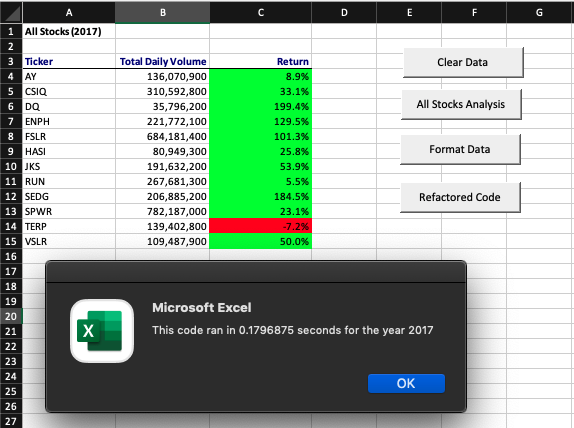 A B C D E F G
1 All Stocks (2017)
2
3 Ticker Total Daily Volume Return
4 AY 136,070,900 8.9%
5 CSIQ 310,592,800 33.1%
6 DQ 35,796,200 199.4%
7 ENPH 221,772,100 129.5%
8 FSLR 684,181,400 101.3%
9 HASI 80,949,300 25.8%
10 JKS 191,632,200 53.9%
11 RUN 267,681,300 5.5%
12 SEDG 206,885,200 184.5%
13 SPWR 782,187,000 23.1%
14 TERP 139,402,800 -7.2%
15 VSLR 109,487,900 50.0%
16
17
18
19
20
21
22
23
24
25
26
27
Clear Data
All Stocks Analysis
Format Data
Refactored Code
X
Microsoft Excel
This code ran in 0.1796875 seconds for the year 2017
OK